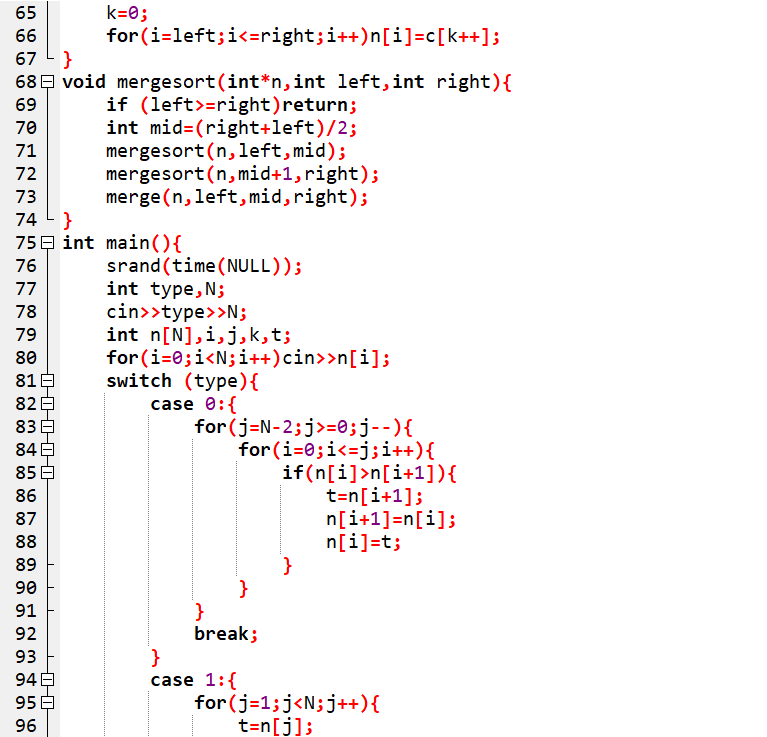 65 k=0;
66 for(i=left;i<=right;i++)n[i]=c[k++];
67 }
68 void mergesort(int*n,int left,int right){
69 if (left>=right)return;
70 int mid=(right+left)/2;
71 mergesort(n,left,mid);
72 mergesort(n,mid+1,right);
73 merge(n,left,mid,right);
74 }
75 int main(){
76 srand(time(NULL));
77 int type,N;
78 cin>>type>>N;
79 int n[N],i,j,k,t;
80 for(i=0;i<N;i++)cin>>n[i];
81 switch (type){
82 case 0:{
83 for(j=N-2;j>=0;j--){
84 for(i=0;i<=j;i++){
85 if(n[i]>n[i+1]){
86 t=n[i+1];
87 n[i+1]=n[i];
88 n[i]=t;
89 }
90 }
91 }
92 break;
93 }
94 case 1:{
95 for(j=1;j<N;j++){
96 t=n[j];